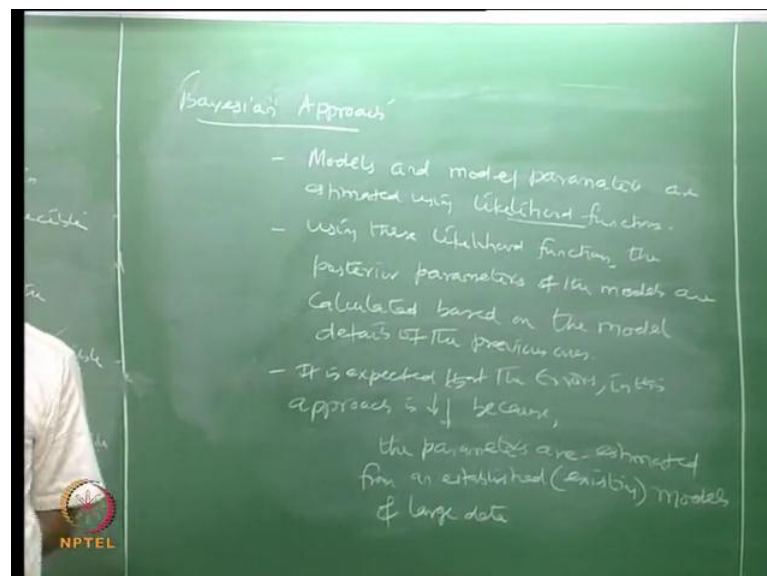 Bayesian Approach
- Models and model parameters are
estimated using likelihood functions.
- Using these likelihood function, the
posterior parameters of the models are
calculated based on the model
details of the previous ones.
- It is expected that the errors, in this
approach is ↓↓ because,
the parameters are estimated
from an established (existing) models
of large data
NPTEL